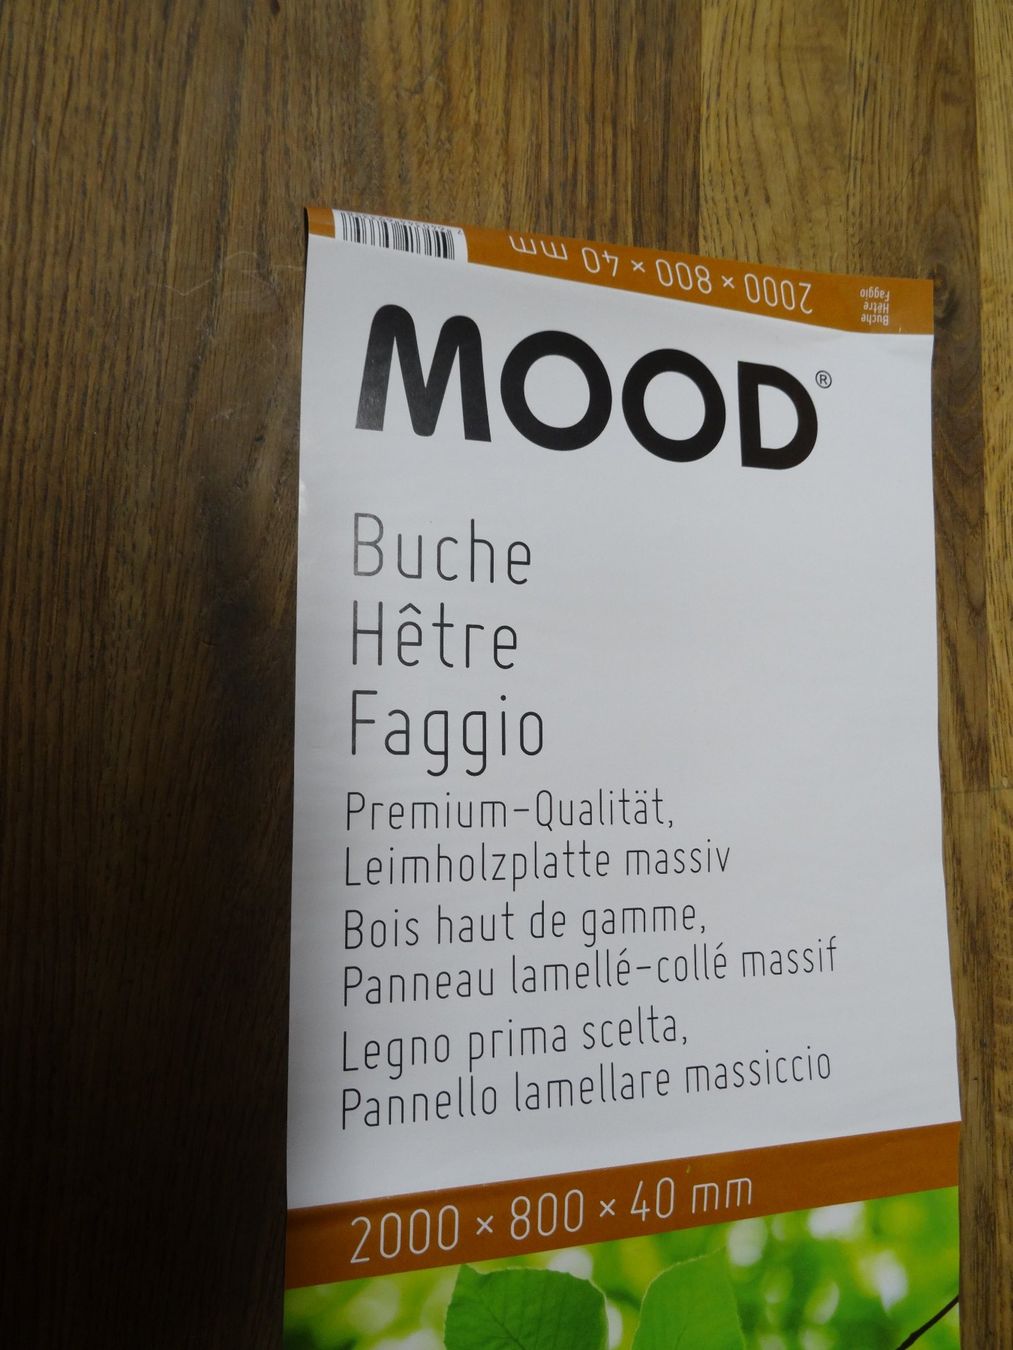 2000 × 800 × 40 mm
Buche
Hêtre
Faggio
MOOD®
Buche
Hêtre
Faggio
Premium-Qualität,
Leimholzplatte massiv
Bois haut de gamme,
Panneau lamellé-collé massif
Legno prima scelta,
Pannello lamellare massiccio
2000 × 800 × 40 mm